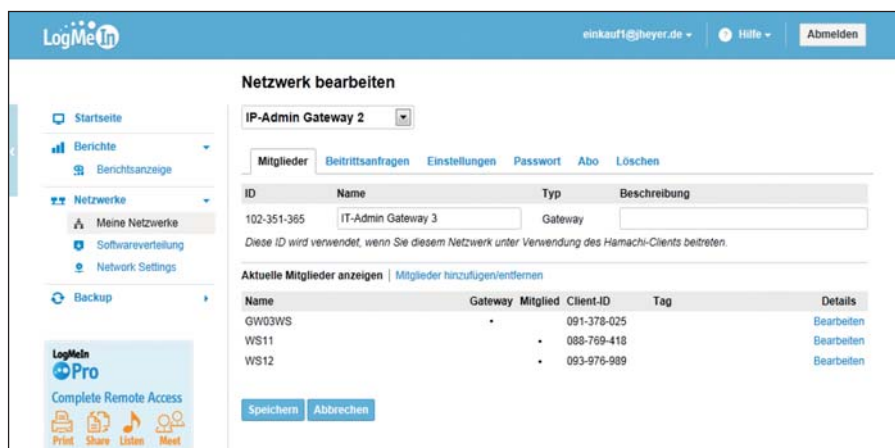 LogMeIn
einkauf1@jheyer.de
? Hilfe
Abmelden
Netzwerk bearbeiten
IP-Admin Gateway 2
Startseite
Berichte
Berichtsanzeige
Netzwerke
Meine Netzwerke
Softwareverteilung
Network Settings
Backup
Mitglieder Beitrittsanfragen Einstellungen Passwort Abo Löschen
ID Name Typ Beschreibung
102-351-365 IT-Admin Gateway 3 Gateway
Diese ID wird verwendet, wenn Sie diesem Netzwerk unter Verwendung des Hamachi-Clients beitreten.
Aktuelle Mitglieder anzeigen | Mitglieder hinzufügen/entfernen
Name Gateway Mitglied Client-ID Tag Details
GW03WS • 091-378-025 Bearbeiten
WS11 • 088-769-418 Bearbeiten
WS12 • 093-976-989 Bearbeiten
Speichern Abbrechen
LogMeIn
Pro
Complete Remote Access
Print Share Listen Meet